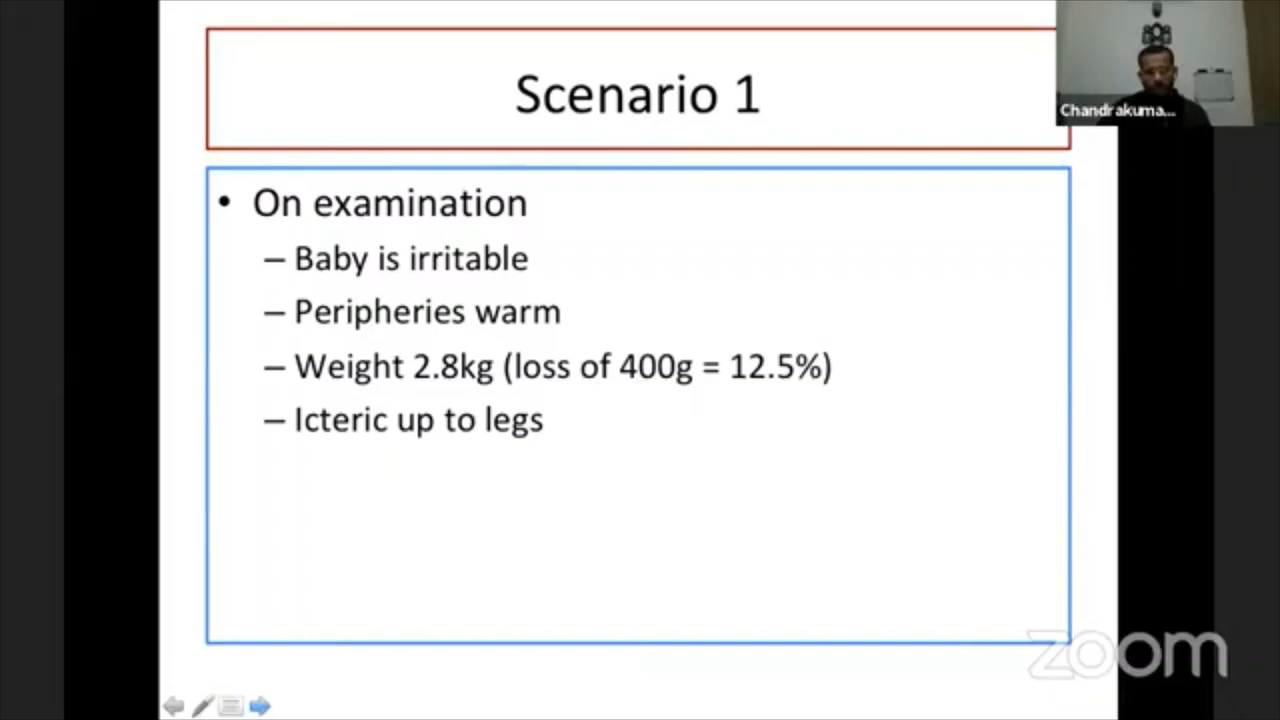 Scenario 1
Chandrakuma...
• On examination
– Baby is irritable
– Peripheries warm
– Weight 2.8kg (loss of 400g = 12.5%)
– Icteric up to legs
zoom